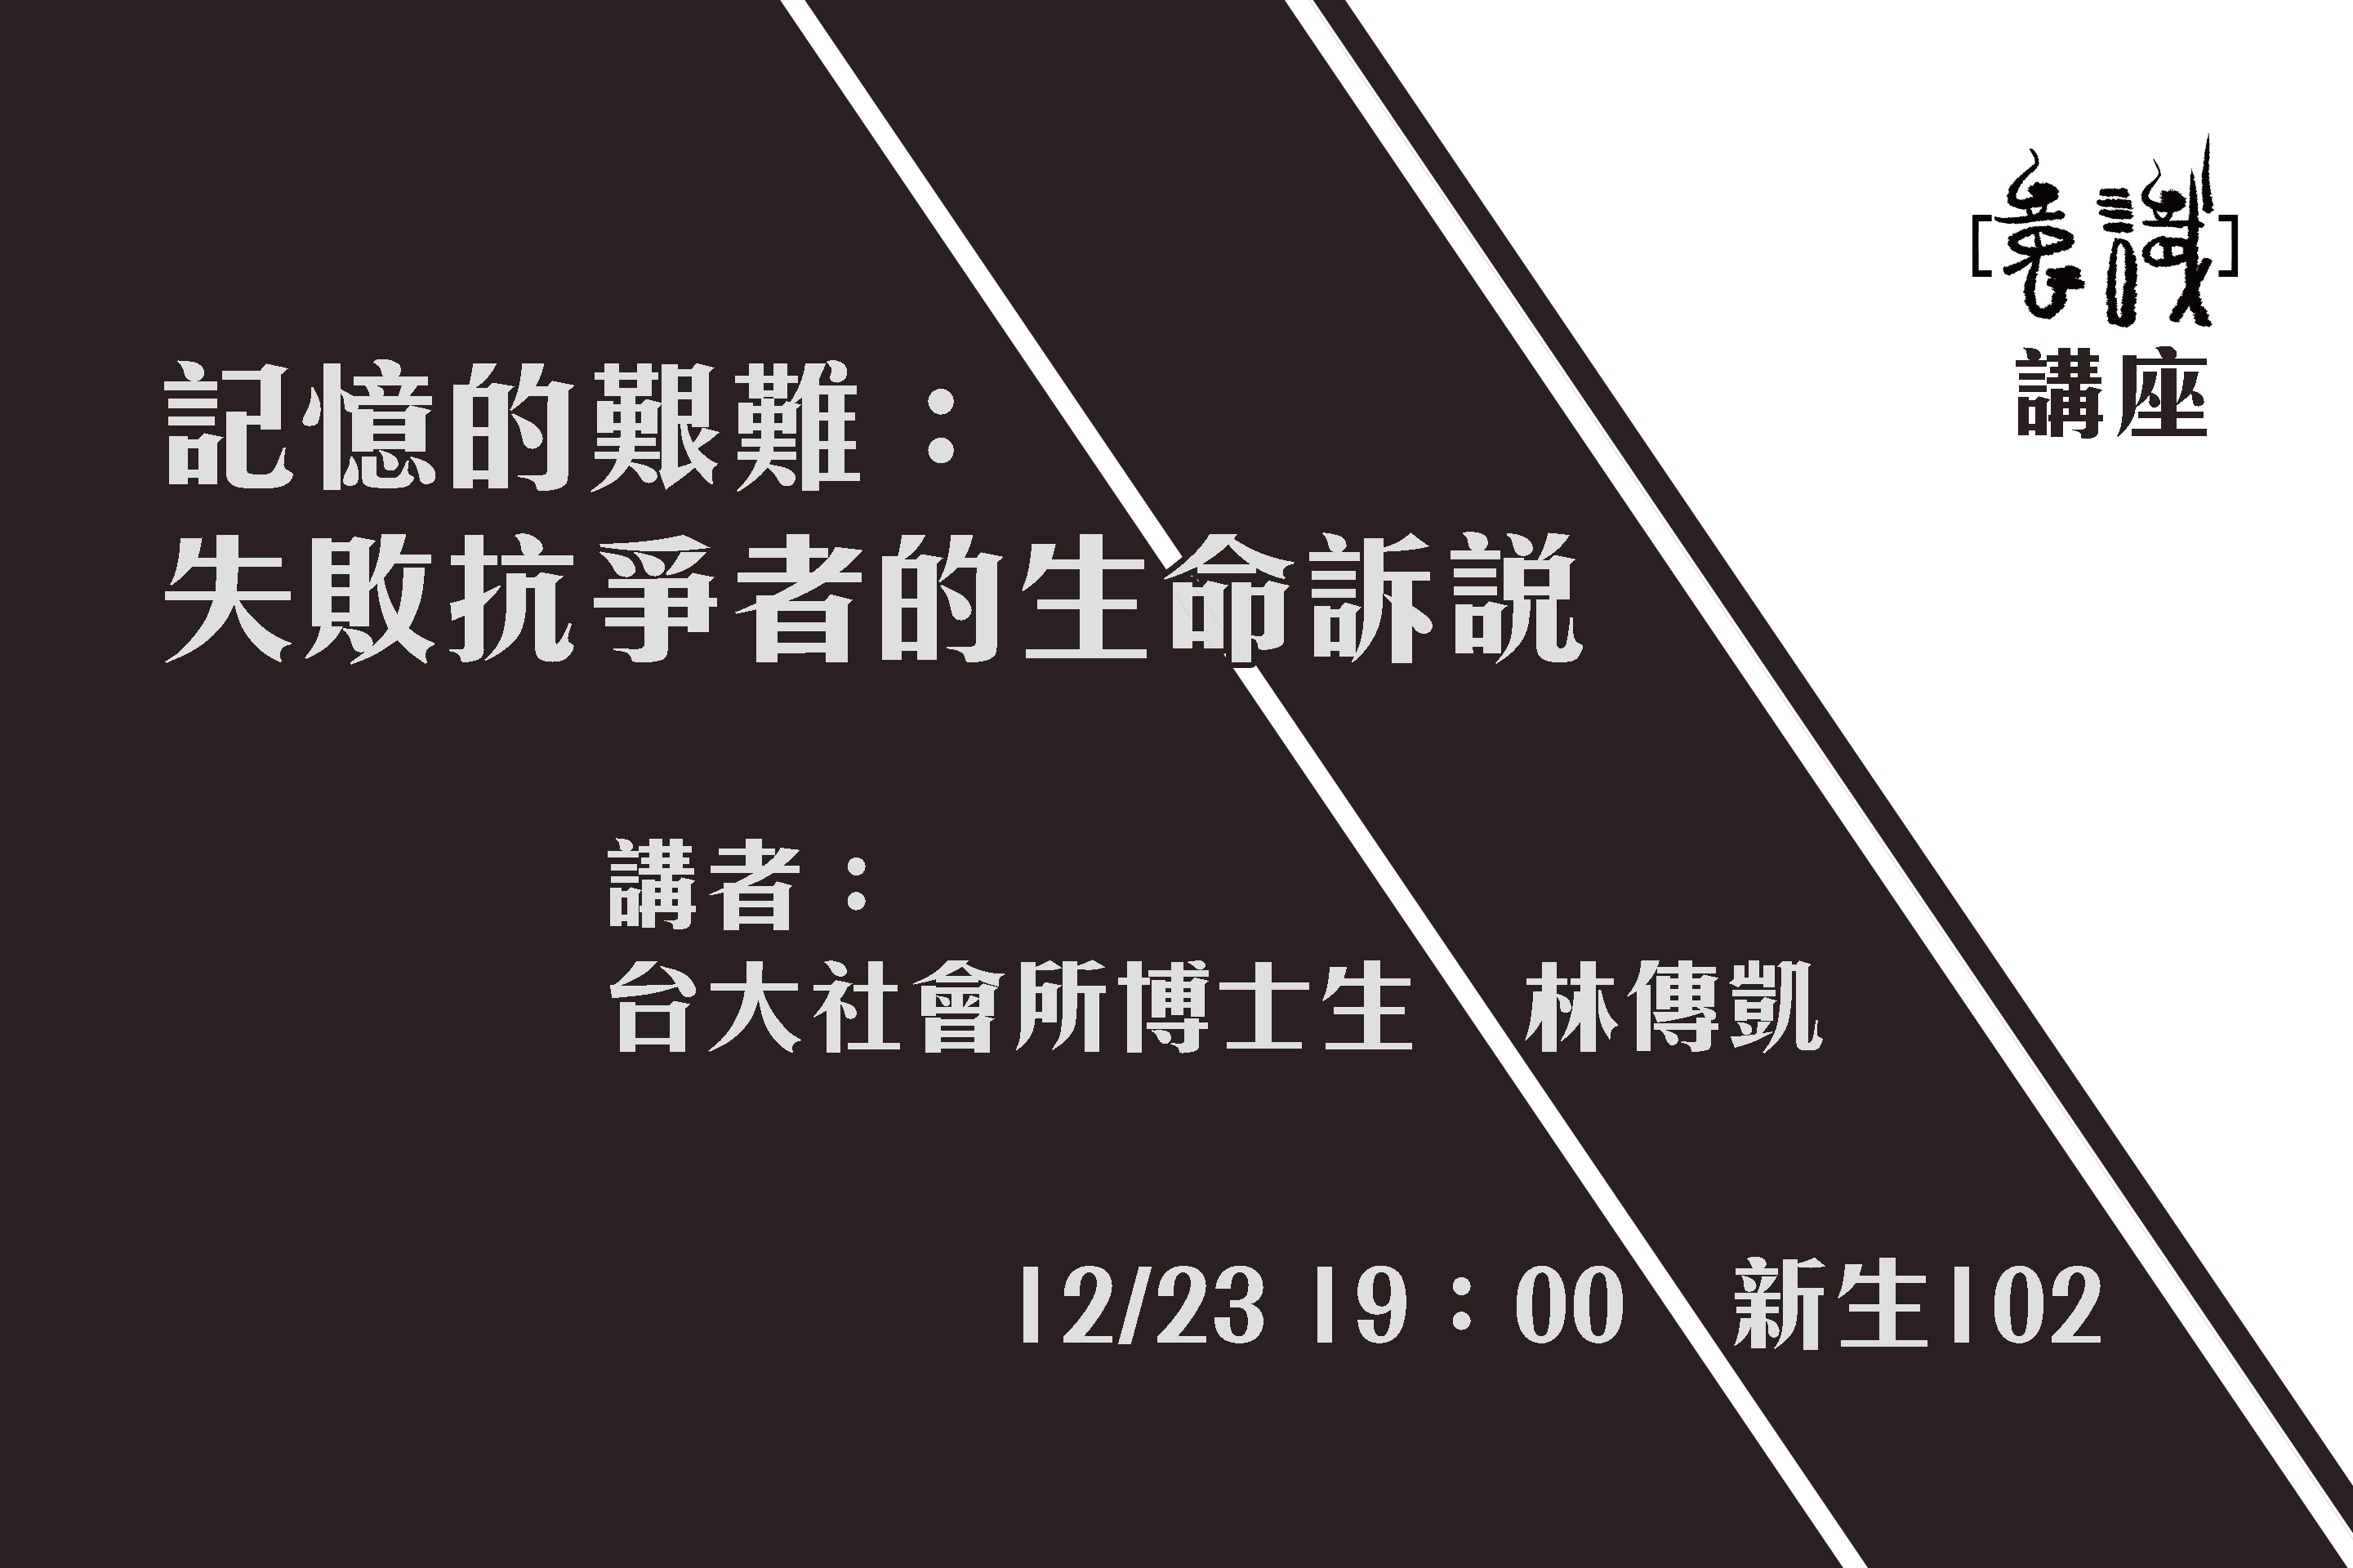 記憶的艱難：
失敗抗爭者的生命訴說
講者：
台大社會所博士生　林傳凱
12/23 19：00　新生102
講座